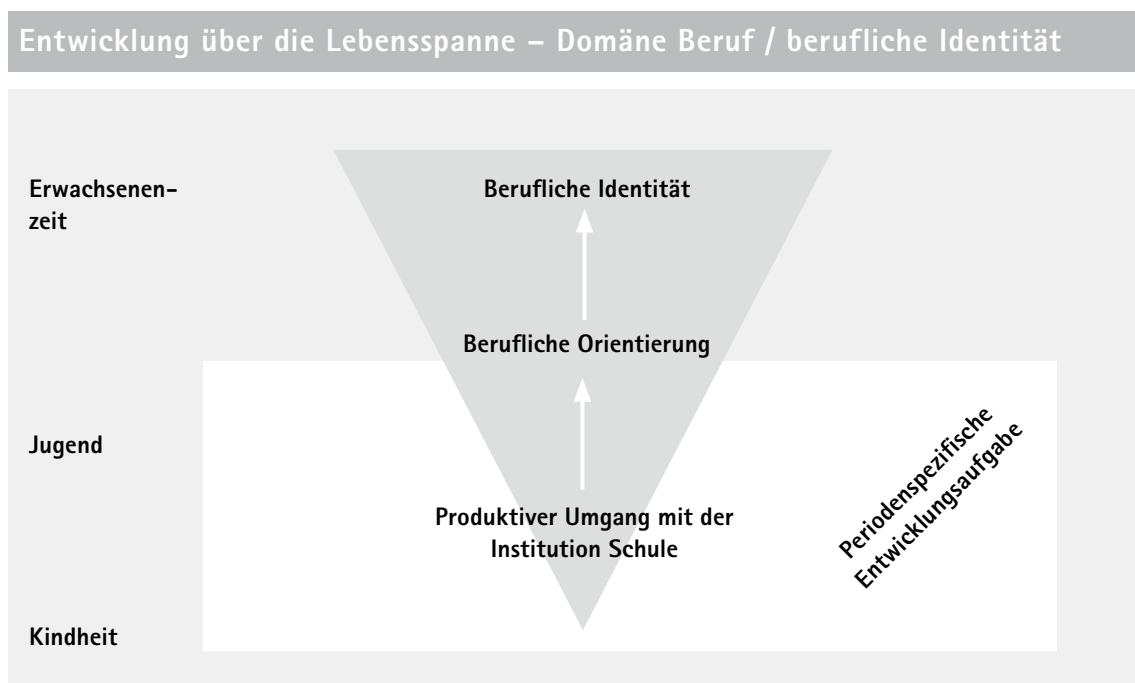 Entwicklung über die Lebensspanne – Domäne Beruf / berufliche Identität
Erwachsenen-
zeit
Berufliche Identität
Berufliche Orientierung
Jugend
Periodenspezifische
Entwicklungsaufgabe
Produktiver Umgang mit der
Institution Schule
Kindheit